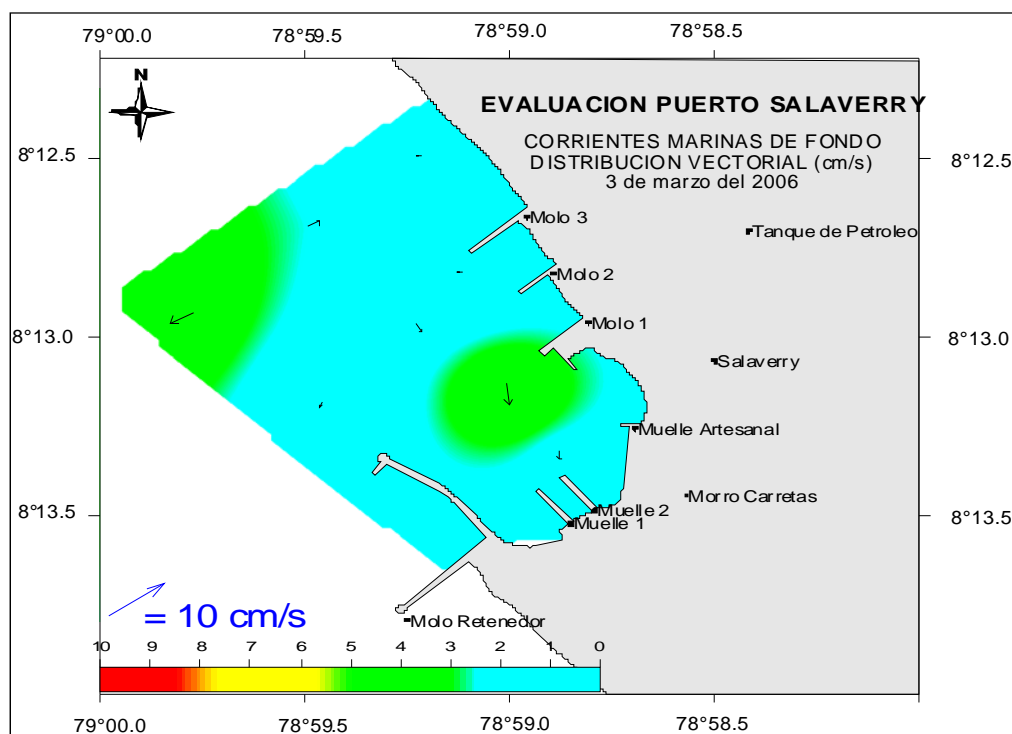 79°00.0 78°59.5 78°59.0 78°58.5
N
EVALUACION PUERTO SALAVERRY
CORRIENTES MARINAS DE FONDO
DISTRIBUCION VECTORIAL (cm/s)
3 de marzo del 2006
8°12.5 8°12.5
Molo 3
Tanque de Petroleo
Molo 2
Molo 1
8°13.0 8°13.0
Salaverry
Muelle Artesanal
Morro Carretas
Muelle 2
8°13.5 8°13.5
Muelle 1
= 10 cm/s
Molo Retenedor
10 9 8 7 6 5 4 3 2 1 0
79°00.0 78°59.5 78°59.0 78°58.5